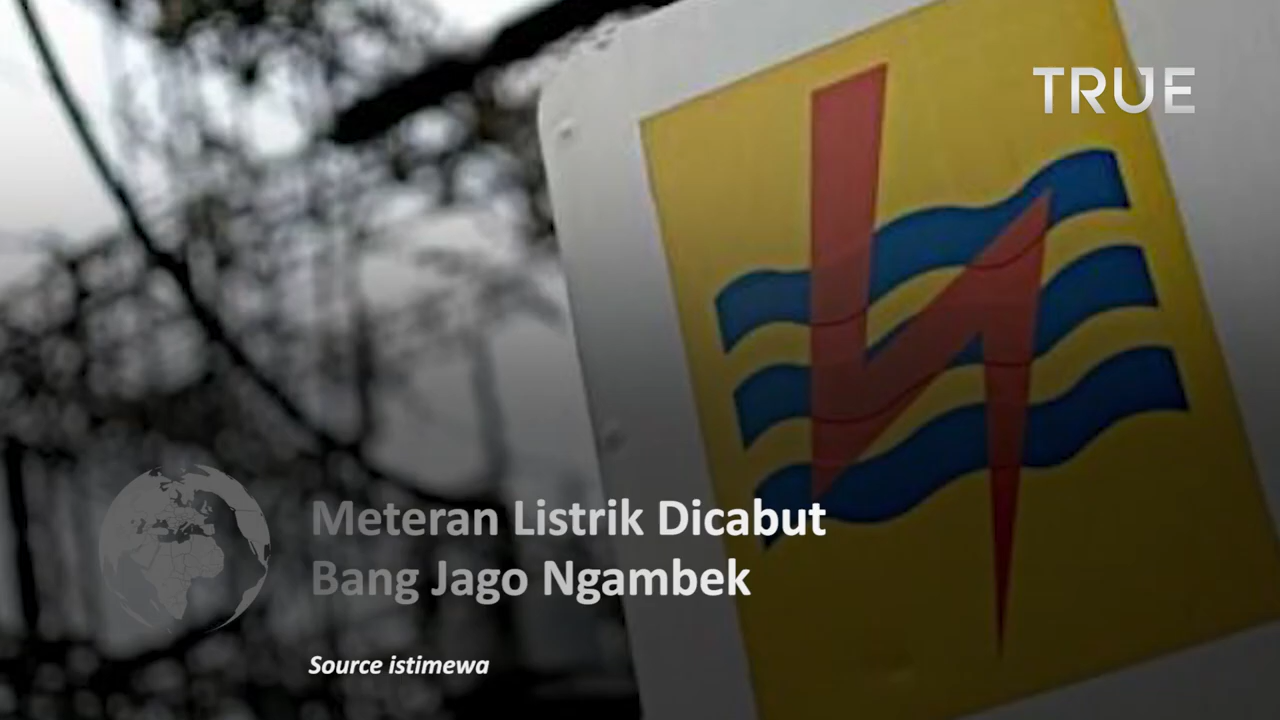 TRUE
Meteran Listrik Dicabut
Bang Jago Ngambek
Source istimewa